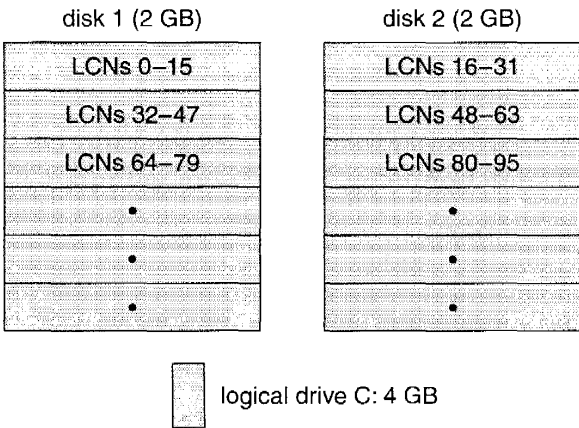 disk 1 (2 GB)
disk 2 (2 GB)
LCNs 0–15
LCNs 16–31
LCNs 32–47
LCNs 48–63
LCNs 64–79
LCNs 80–95
logical drive C: 4 GB